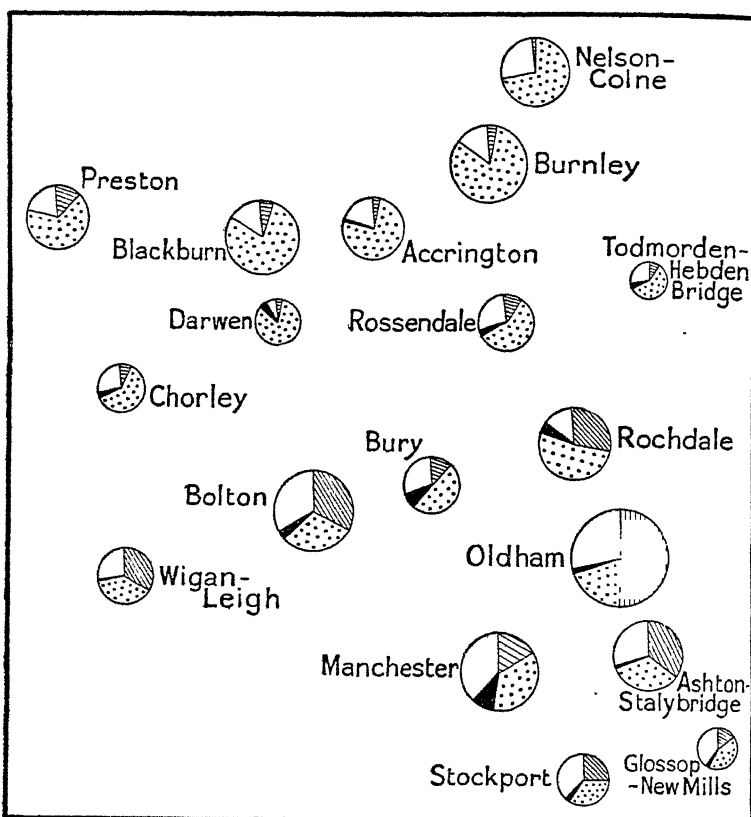 Nelson-
Colne
Burnley
Preston
Blackburn
Accrington
Todmorden-
Hebden
Bridge
Darwen
Rossendale
Chorley
Rochdale
Bury
Bolton
Oldham
Wigan-
Leigh
Manchester
Ashton-
Stalybridge
Glossop
-New Mills
Stockport